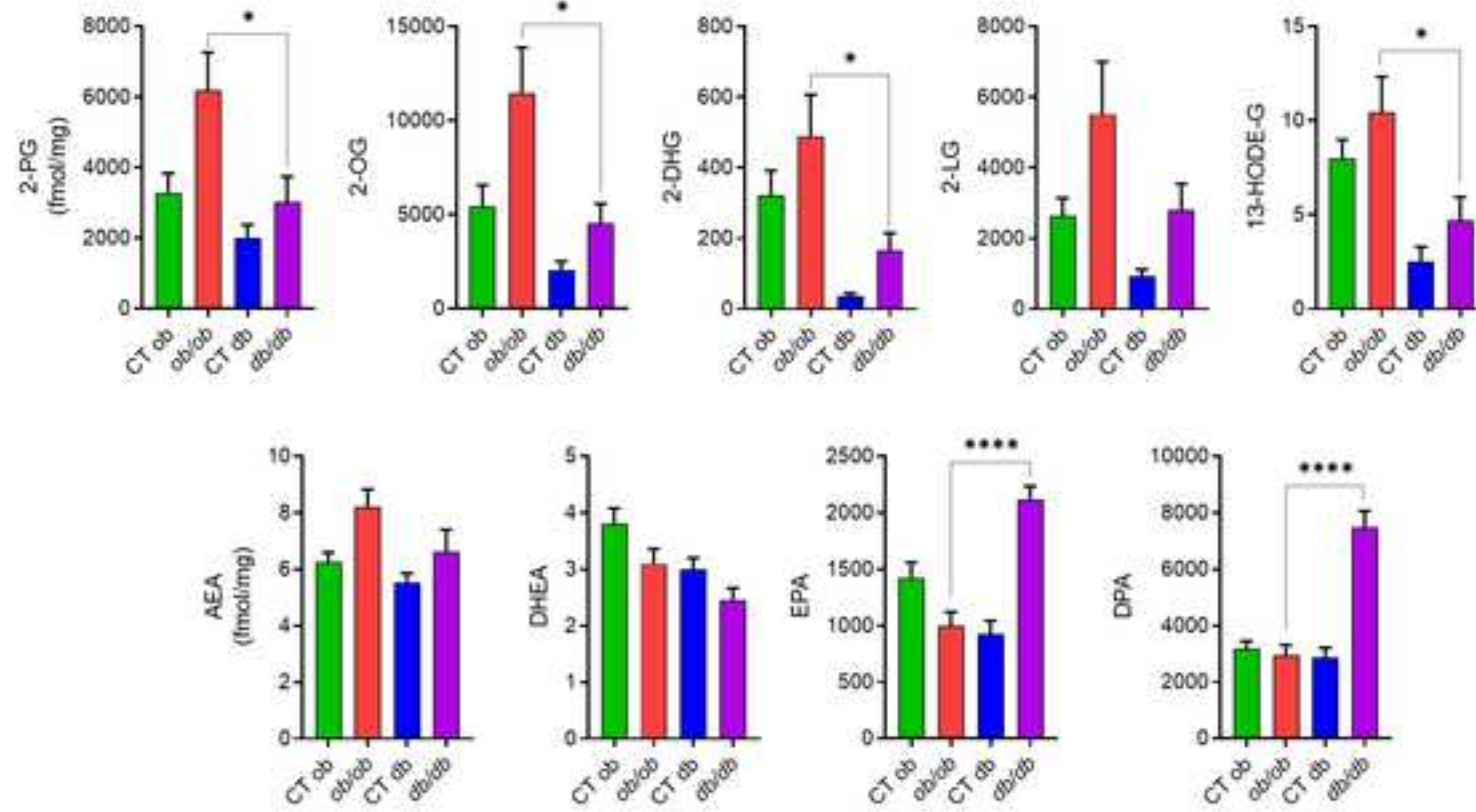 2-PG
(fmol/mg)
8000
6000
4000
2000
0
*
CT ob
ob/ob
CT db
db/db
2-OG
15000
10000
5000
0
*
CT ob
ob/ob
CT db
db/db
2-DHG
800
600
400
200
0
*
CT ob
ob/ob
CT db
db/db
2-LG
8000
6000
4000
2000
0
CT ob
ob/ob
CT db
db/db
13-HODE-G
15
10
5
0
*
CT ob
ob/ob
CT db
db/db
AEA
(fmol/mg)
10
8
6
4
2
0
CT ob
ob/ob
CT db
db/db
DHEA
5
4
3
2
1
0
CT ob
ob/ob
CT db
db/db
EPA
2500
2000
1500
1000
500
0
****
CT ob
ob/ob
CT db
db/db
DPA
10000
8000
6000
4000
2000
0
****
CT ob
ob/ob
CT db
db/db